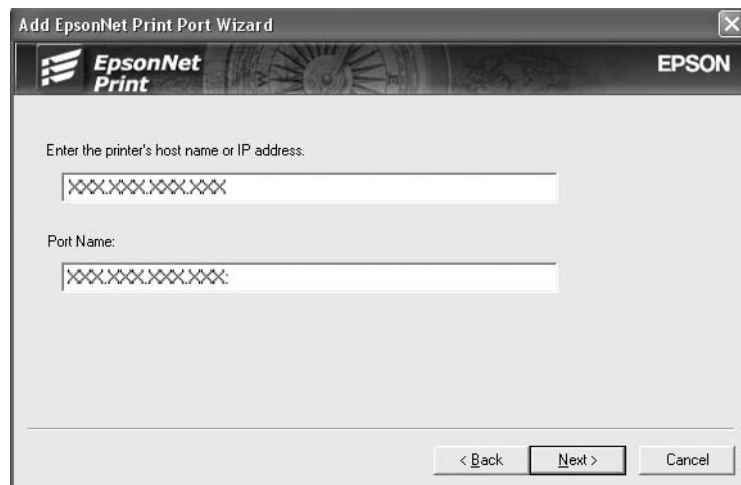 Add EpsonNet Print Port Wizard
EpsonNet
Print
EPSON
Enter the printer's host name or IP address.
XXX.XXX.XXX.XXX
Port Name:
XXX.XXX.XXX.XXX:
< Back
Next >
Cancel